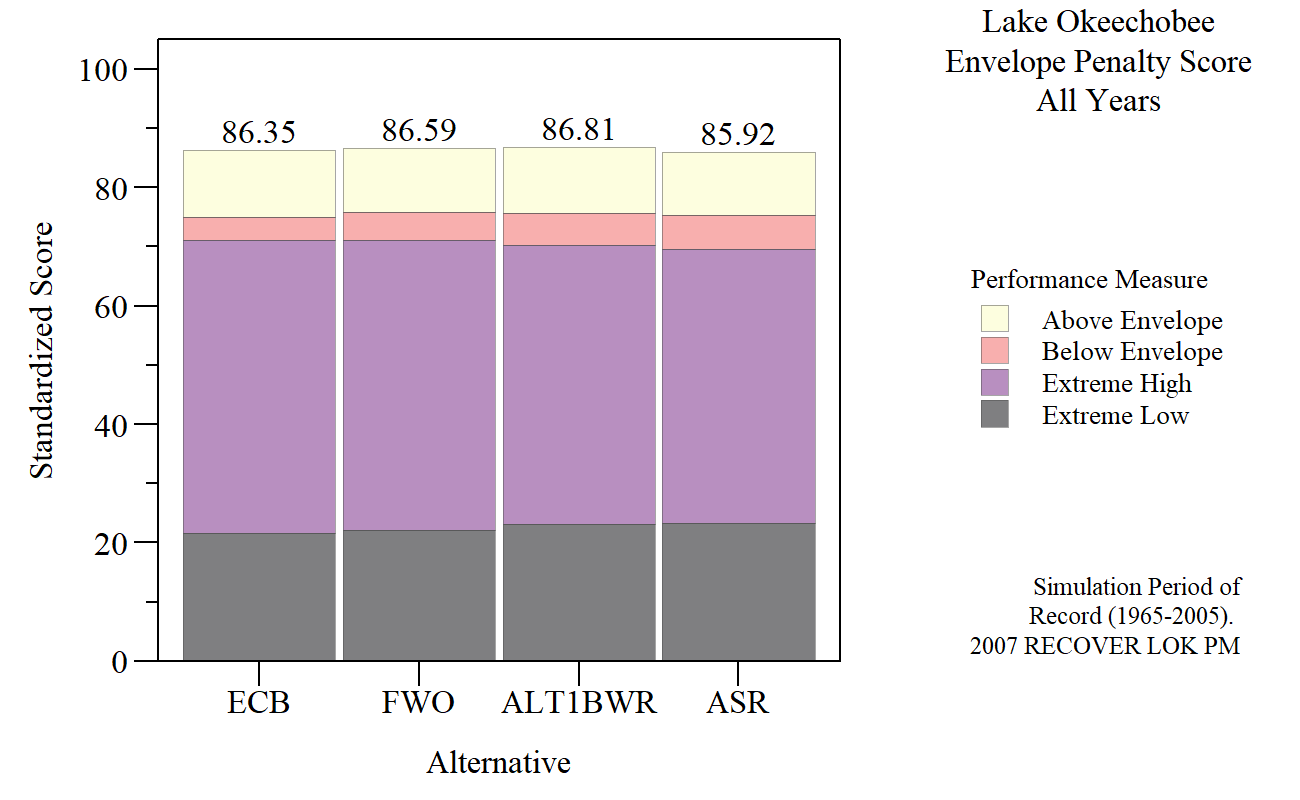 Lake Okeechobee
Envelope Penalty Score
All Years
100
80
60
40
20
0
Standardized Score
86.35
86.59
86.81
85.92
ECB
FWO
ALT1BWR
ASR
Alternative
Performance Measure
Above Envelope
Below Envelope
Extreme High
Extreme Low
Simulation Period of
Record (1965-2005).
2007 RECOVER LOK PM